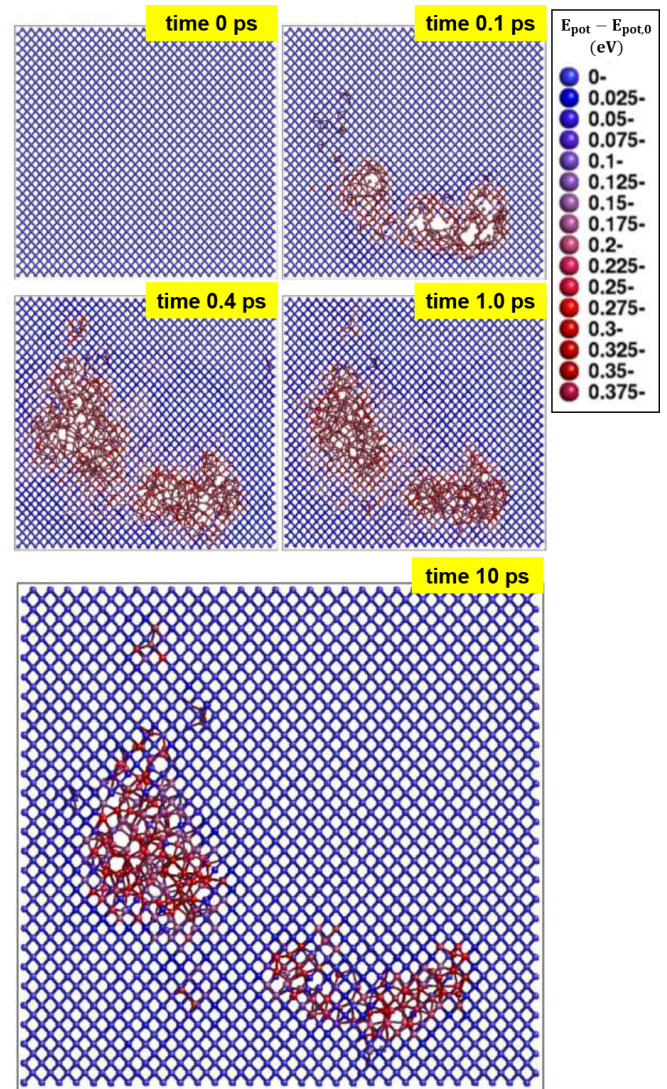 time 0 ps
time 0.1 ps
E_pot − E_pot,0
(eV)
0-
0.025-
0.05-
0.075-
0.1-
0.125-
0.15-
0.175-
0.2-
0.225-
0.25-
0.275-
0.3-
0.325-
0.35-
0.375-
time 0.4 ps
time 1.0 ps
time 10 ps